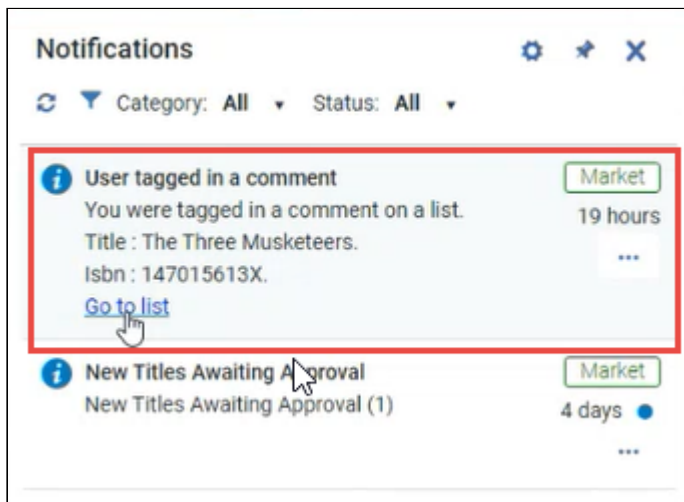 Notifications
Category: All Status: All
User tagged in a comment Market
You were tagged in a comment on a list. 19 hours
Title : The Three Musketeers.
Isbn : 147015613X.
Go to list
New Titles Awaiting Approval Market
New Titles Awaiting Approval (1) 4 days